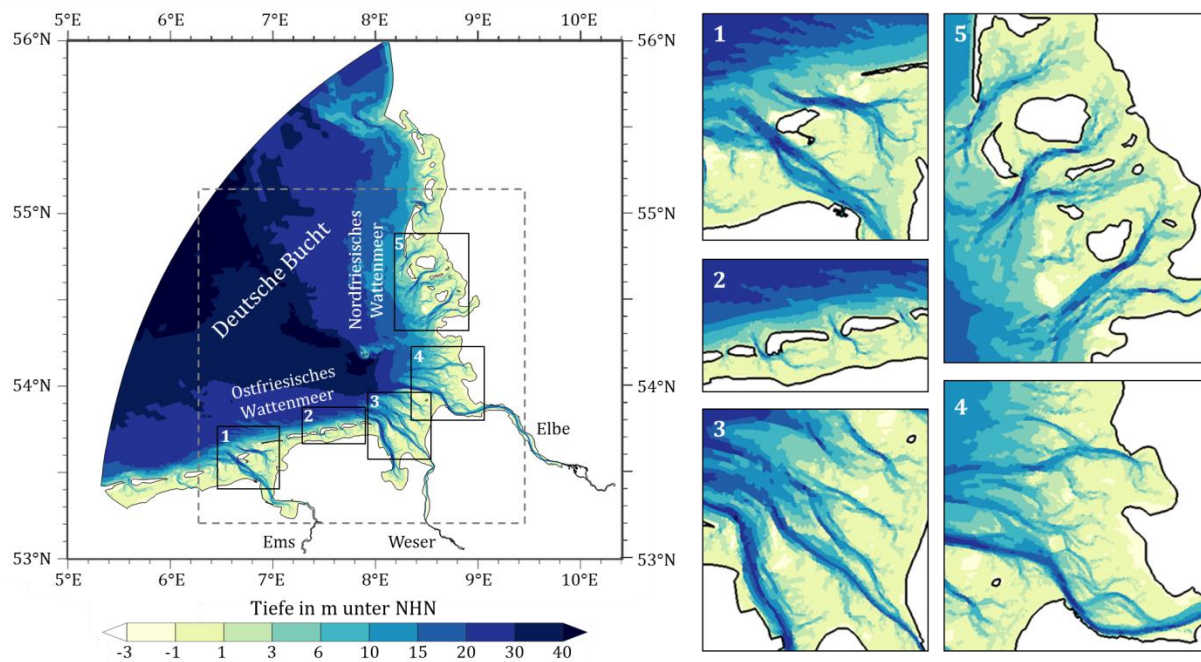 5°E 6°E 7°E 8°E 9°E 10°E
56°N 56°N
55°N 55°N
54°N 54°N
53°N 53°N
Deutsche Bucht
Nordfriesisches
Wattenmeer
Ostfriesisches
Wattenmeer
5
4
3
2
1
Elbe
Ems
Weser
5°E 6°E 7°E 8°E 9°E 10°E
Tiefe in m unter NHN
-3 -1 1 3 6 10 15 20 30 40
1
2
3
5
4